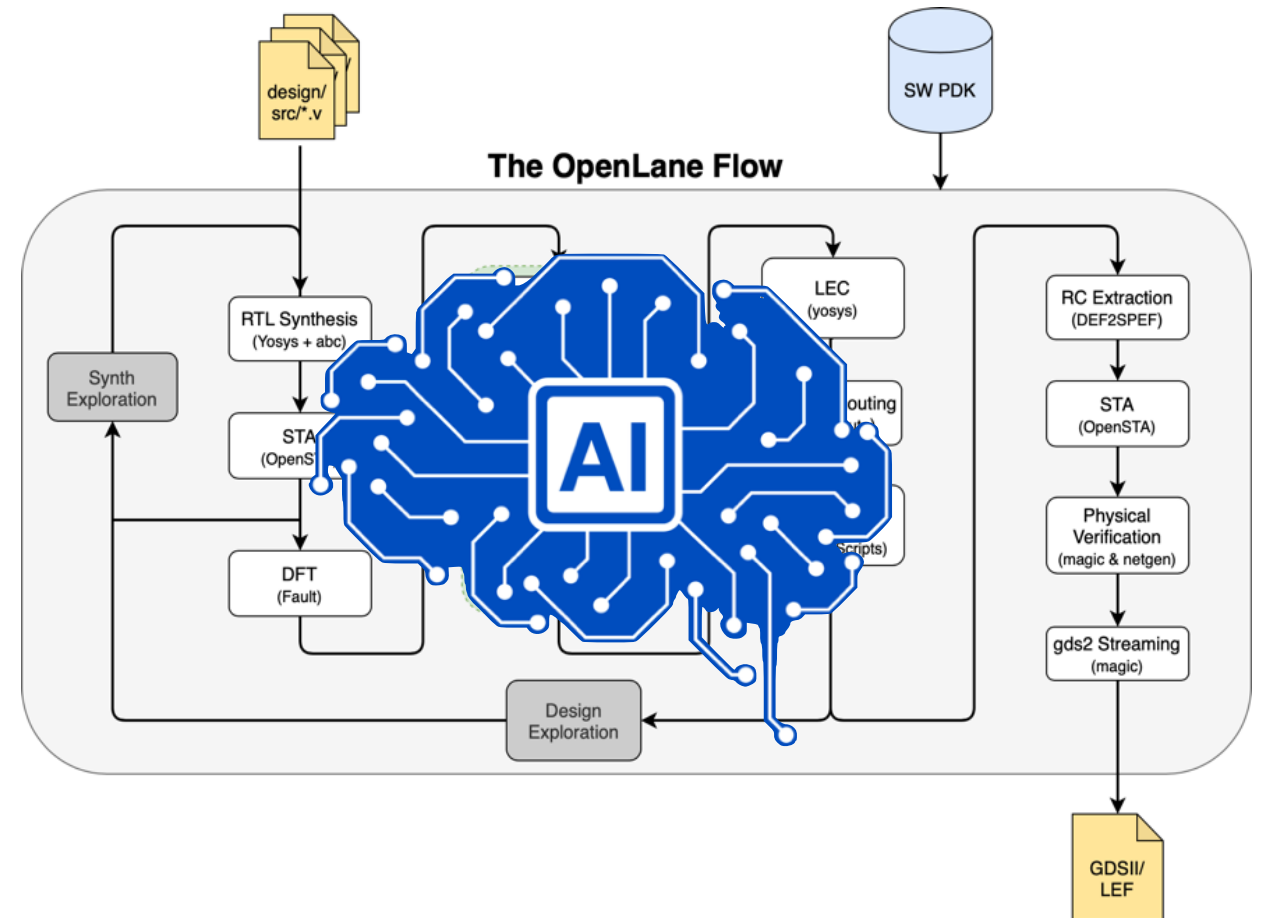 design/
src/*.v
SW PDK
The OpenLane Flow
RTL Synthesis
(Yosys + abc)
Synth
Exploration
STA
DFT
(Fault)
AI
LEC
(yosys)
Design
Exploration
RC Extraction
(DEF2SPEF)
STA
(OpenSTA)
Physical
Verification
(magic & netgen)
gds2 Streaming
(magic)
GDSII/
LEF